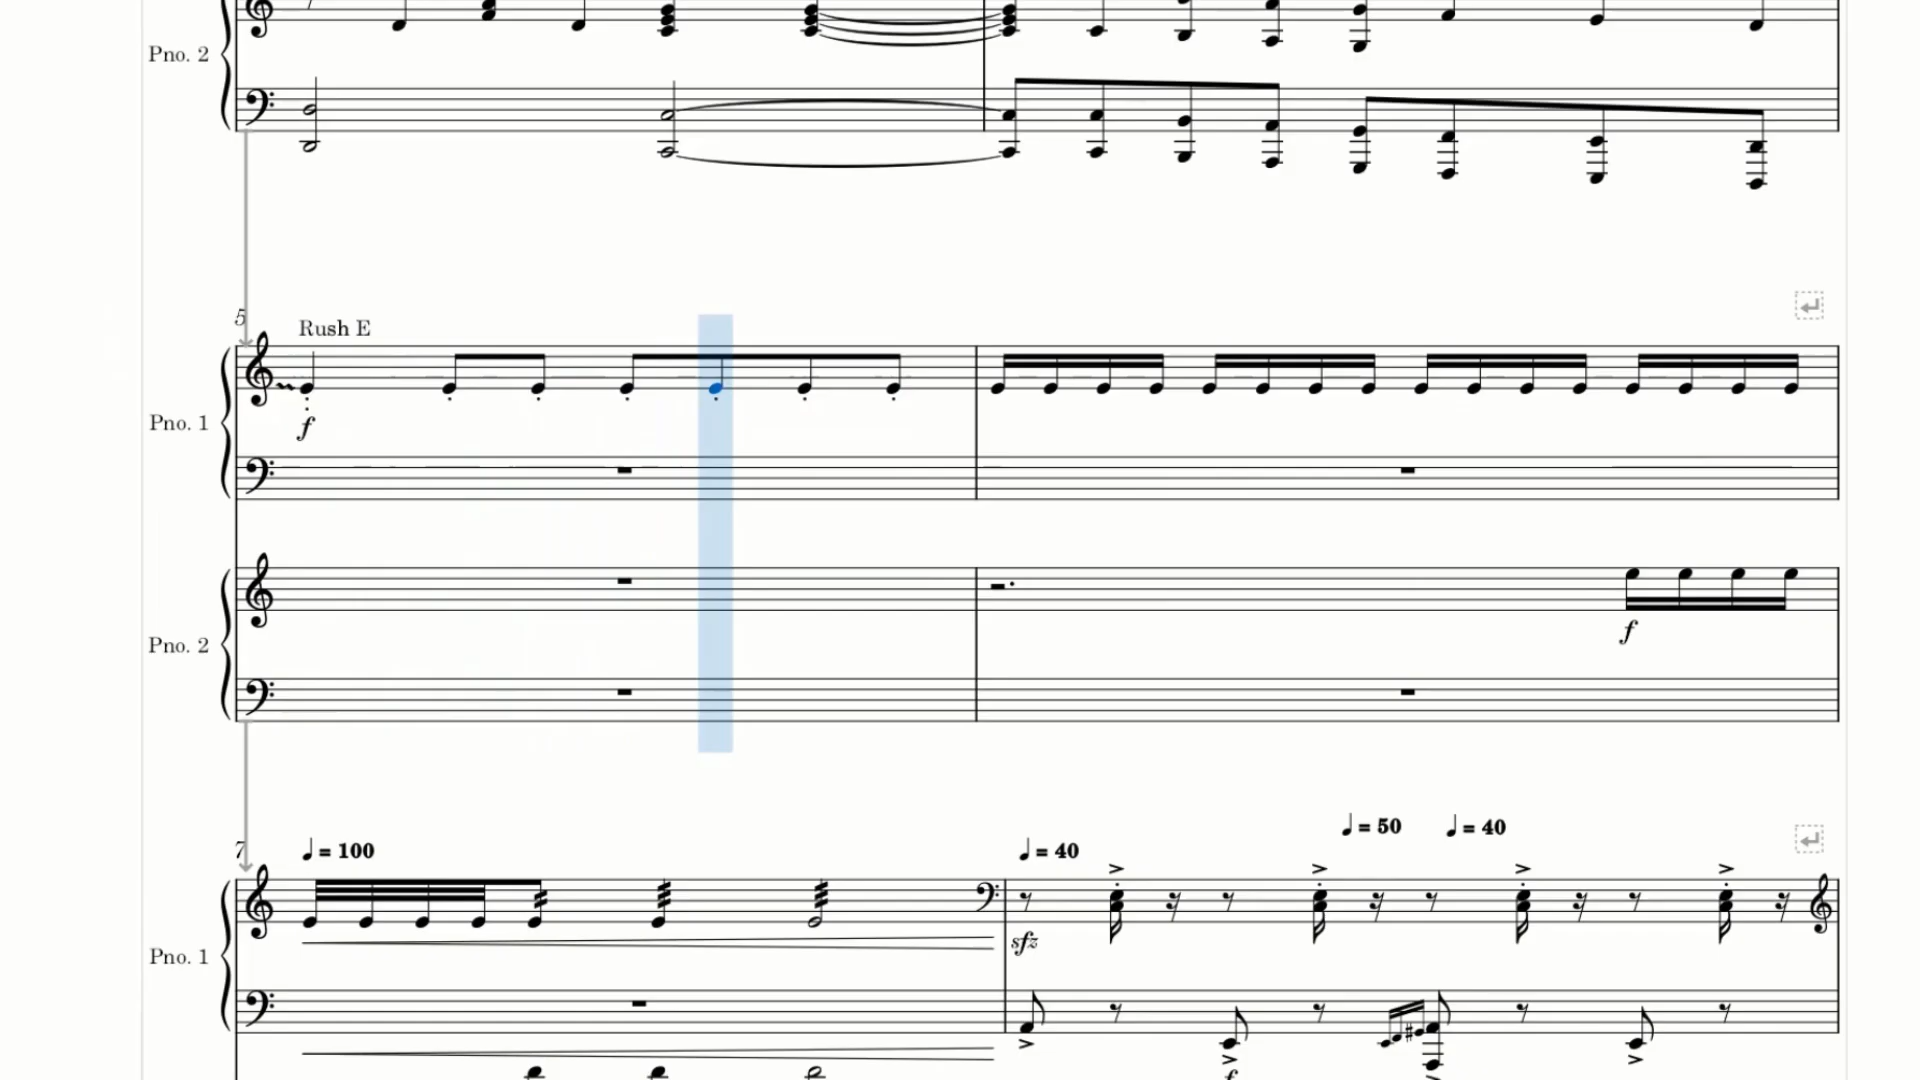 Pno. 2
5
Rush E
Pno. 1
f
Pno. 2
f
♩ = 50 ♩ = 40
7 ♩ = 100 ♩ = 40
sfz
Pno. 1
f